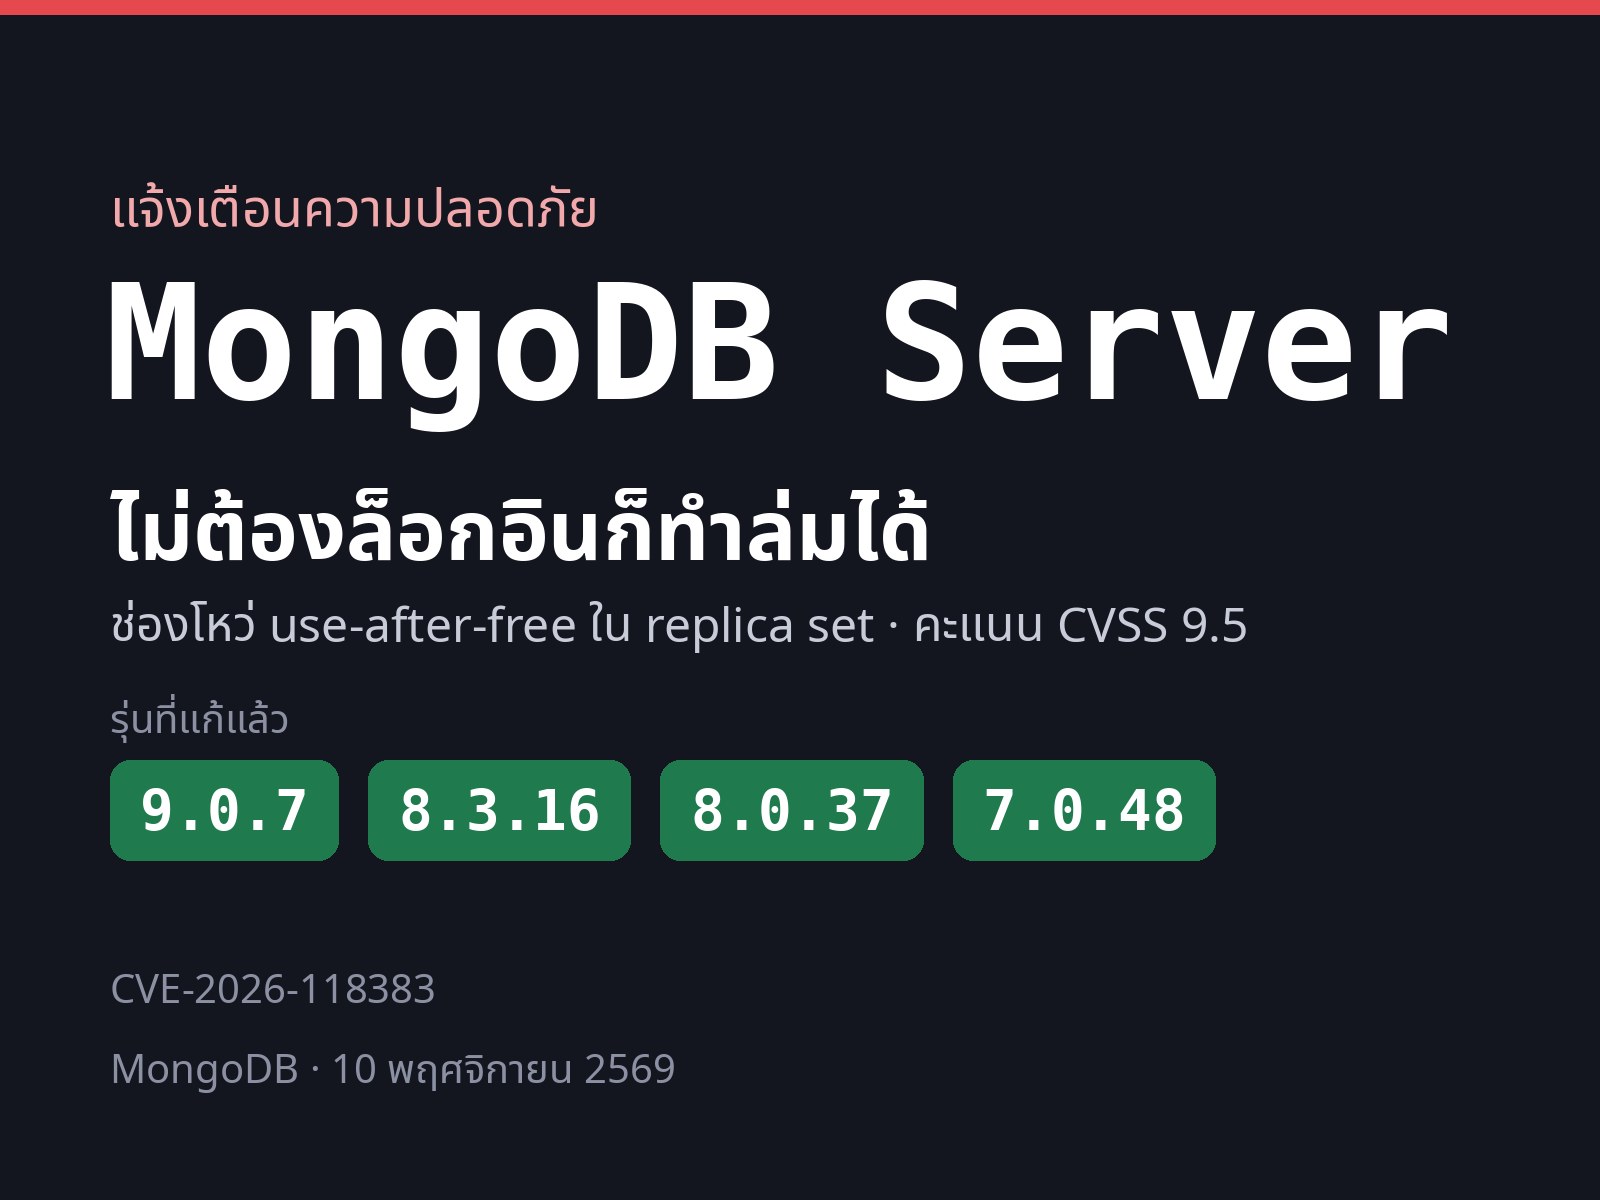 แจ้งเตือนความปลอดภัย
MongoDB Server
ไม่ต้องล็อกอินก็ทำล่มได้
ช่องโหว่ use-after-free ใน replica set · คะแนน CVSS 9.5
รุ่นที่แก้แล้ว
9.0.7 8.3.16 8.0.37 7.0.48
CVE-2026-118383
MongoDB · 10 พฤศจิกายน 2569